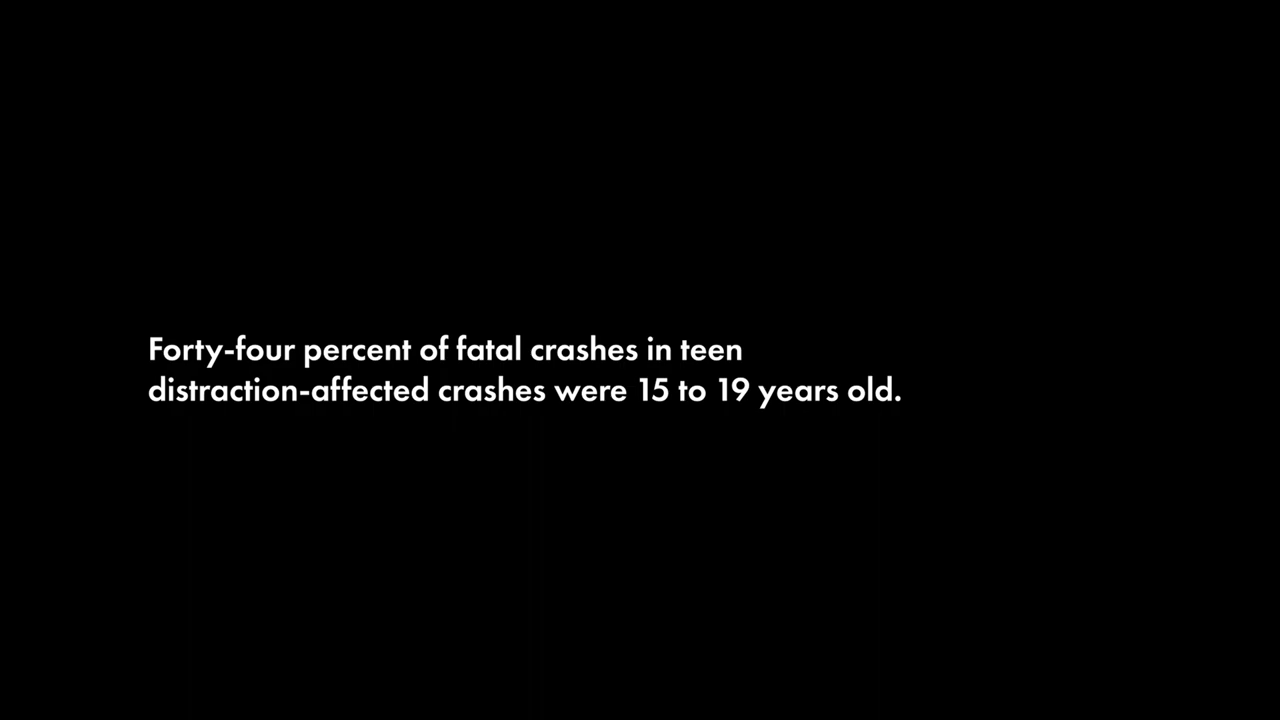 Forty-four percent of fatal crashes in teen
distraction-affected crashes were 15 to 19 years old.